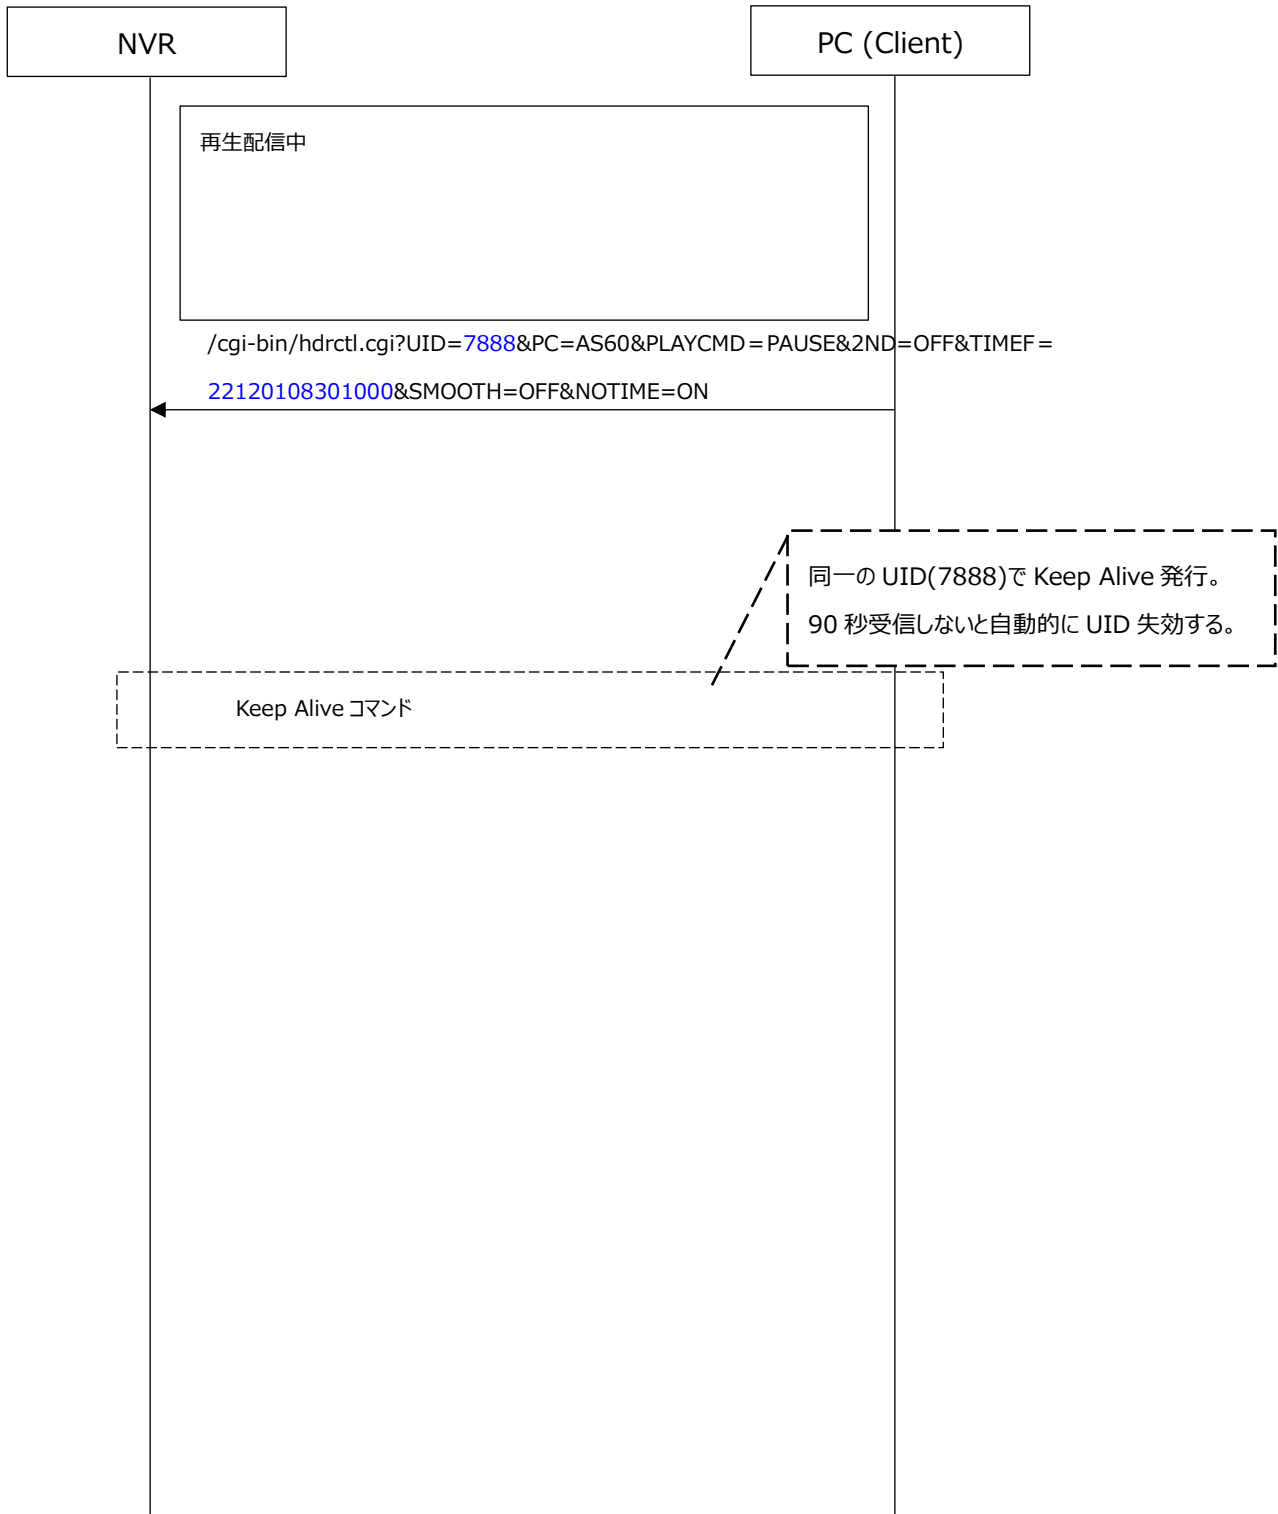 NVR
PC (Client)
再生配信中
/cgi-bin/hdrctl.cgi?UID=7888&PC=AS60&PLAYCMD=PAUSE&2ND=OFF&TIMEF=
22120108301000&SMOOTH=OFF&NOTIME=ON
同一の UID(7888)で Keep Alive 発行。
90 秒受信しないと自動的に UID 失効する。
Keep Alive コマンド